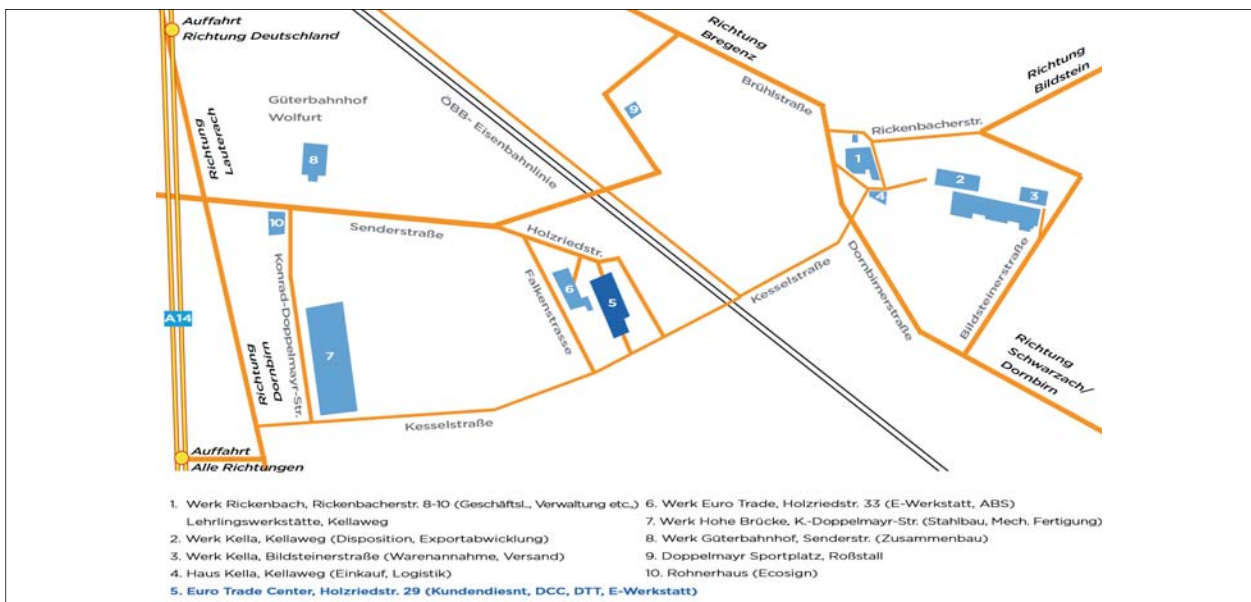 Auffahrt
Richtung Deutschland
Richtung
Bregenz
Richtung
Bildstein
Brühlstraße
Rickenbacherstr.
Güterbahnhof
Wolfurt
ÖBB- Eisenbahnlinie
Richtung
Lauterach
9
8
1
2
3
4
10
Senderstraße
Holzriedstr.
Konrad-Doppelmayr-Str.
Falkenstrasse
6
5
Kesselstraße
Dornbirnerstraße
Bildsteinerstraße
A14
7
Richtung
Dornbirn
Richtung
Schwarzach/
Dornbirn
Kesselstraße
Auffahrt
Alle Richtungen
1. Werk Rickenbach, Rickenbacherstr. 8-10 (Geschäftsl., Verwaltung etc.,)
Lehrlingswerkstätte, Kellaweg
2. Werk Kella, Kellaweg (Disposition, Exportabwicklung)
3. Werk Kella, Bildsteinerstraße (Warenannahme, Versand)
4. Haus Kella, Kellaweg (Einkauf, Logistik)
5. Euro Trade Center, Holzriedstr. 29 (Kundendiesnt, DCC, DTT, E-Werkstatt)
6. Werk Euro Trade, Holzriedstr. 33 (E-Werkstatt, ABS)
7. Werk Hohe Brücke, K.-Doppelmayr-Str. (Stahlbau, Mech. Fertigung)
8. Werk Güterbahnhof, Senderstr. (Zusammenbau)
9. Doppelmayr Sportplatz, Roßstall
10. Rohnerhaus (Ecosign)